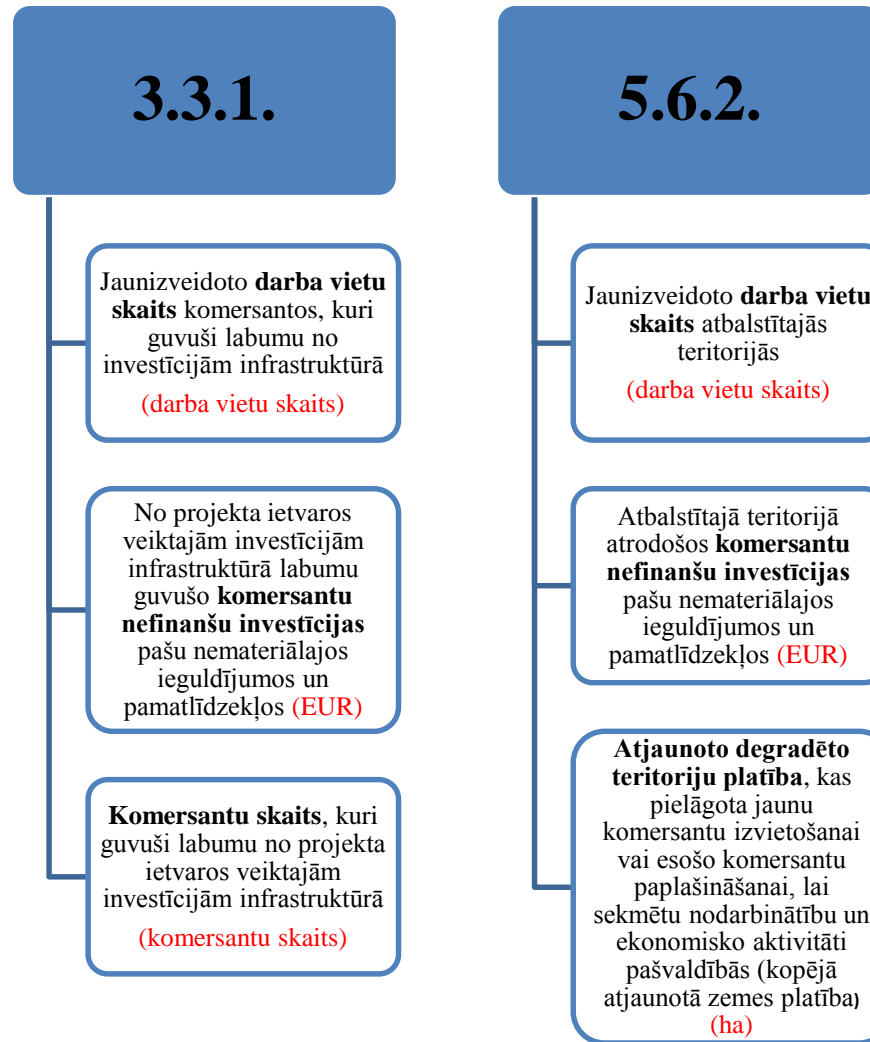 3.3.1.
Jaunizveidoto darba vietu
skaits komersantos, kuri
guvuši labumu no
investīcijām infrastruktūrā
(darba vietu skaits)
No projekta ietvaros
veiktajām investīcijām
infrastruktūrā labumu
guvušo komersantu
nefinanšu investīcijas
pašu nemateriālajos
ieguldījumos un
pamatlīdzekļos (EUR)
Komersantu skaits, kuri
guvuši labumu no projekta
ietvaros veiktajām
investīcijām infrastruktūrā
(komersantu skaits)
5.6.2.
Jaunizveidoto darba vietu
skaits atbalstītajās
teritorijās
(darba vietu skaits)
Atbalstītajā teritorijā
atrodošos komersantu
nefinanšu investīcijas
pašu nemateriālajos
ieguldījumos un
pamatlīdzekļos (EUR)
Atjaunoto degradēto
teritoriju platība, kas
pielāgota jaunu
komersantu izvietošanai
vai esošo komersantu
paplašināšanai, lai
sekmētu nodarbinātību un
ekonomisko aktivitāti
pašvaldībās (kopējā
atjaunotā zemes platība)
(ha)